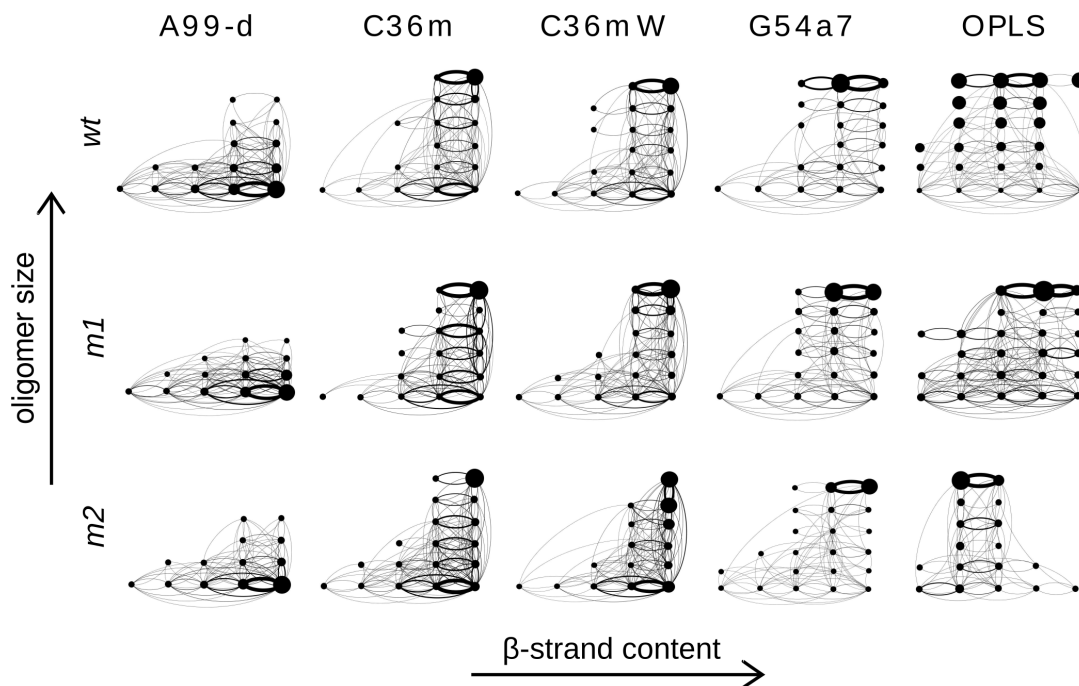 A99-d C36m C36mW G54a7 OPLS
wt
m1
m2
oligomer size
β-strand content